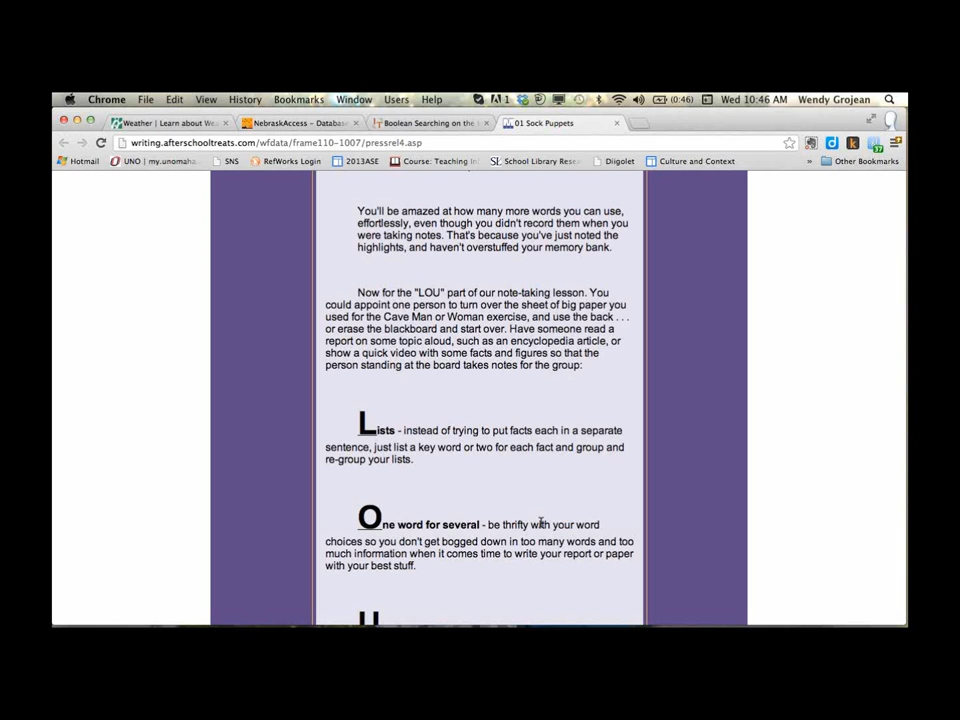 Chrome File Edit View History Bookmarks Window Users Help 1 (0:46) Wed 10:46 AM Wendy Grojean
Weather | Learn about Wea NebraskAccess - Database Boolean Searching on the 01 Sock Puppets
writing.afterschooltreats.com/wfdata/frame110-1007/pressrel4.asp
Hotmail UNO | my.unomaha SNS RefWorks Login 2013ASE Course: Teaching In SL School Library Rese Diigolet Culture and Context » Other Bookmarks
You'll be amazed at how many more words you can use,
effortlessly, even though you didn't record them when you
were taking notes. That's because you've just noted the
highlights, and haven't overstuffed your memory bank.
Now for the "LOU" part of our note-taking lesson. You
could appoint one person to turn over the sheet of big paper you
used for the Cave Man or Woman exercise, and use the back . . .
or erase the blackboard and start over. Have someone read a
report on some topic aloud, such as an encyclopedia article, or
show a quick video with some facts and figures so that the
person standing at the board takes notes for the group:
Lists - instead of trying to put facts each in a separate
sentence, just list a key word or two for each fact and group and
re-group your lists.
One word for several - be thrifty with your word
choices so you don't get bogged down in too many words and too
much information when it comes time to write your report or paper
with your best stuff.
U